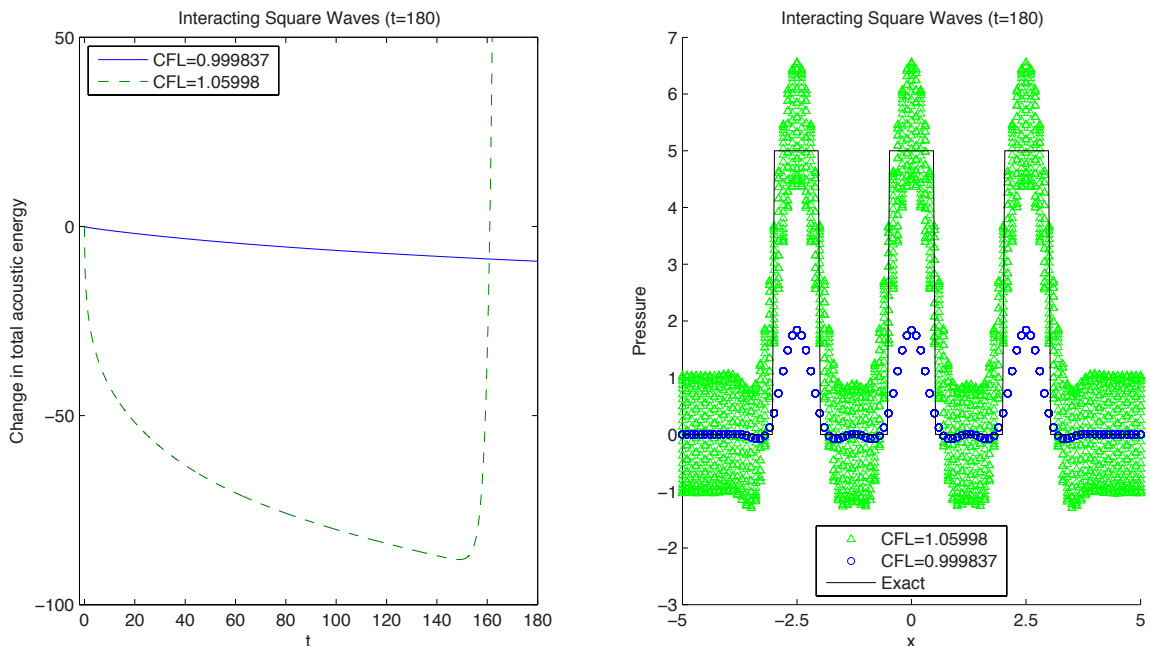 Interacting Square Waves (t=180)
CFL=0.999837
CFL=1.05998
Change in total acoustic energy
50
0
−50
−100
0 20 40 60 80 100 120 140 160 180
t
Interacting Square Waves (t=180)
Pressure
7
6
5
4
3
2
1
0
−1
−2
−3
CFL=1.05998
CFL=0.999837
Exact
−5 −2.5 0 2.5 5
x